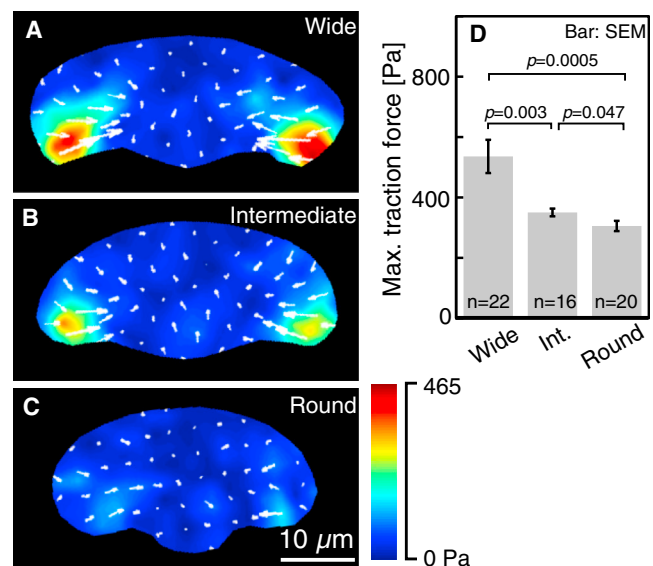 A
Wide
B
Intermediate
C
Round
10 µm
465
0 Pa
D
Bar: SEM
Max. traction force [Pa]
800
400
0
p=0.0005
p=0.003
p=0.047
n=22
n=16
n=20
Wide
Int.
Round